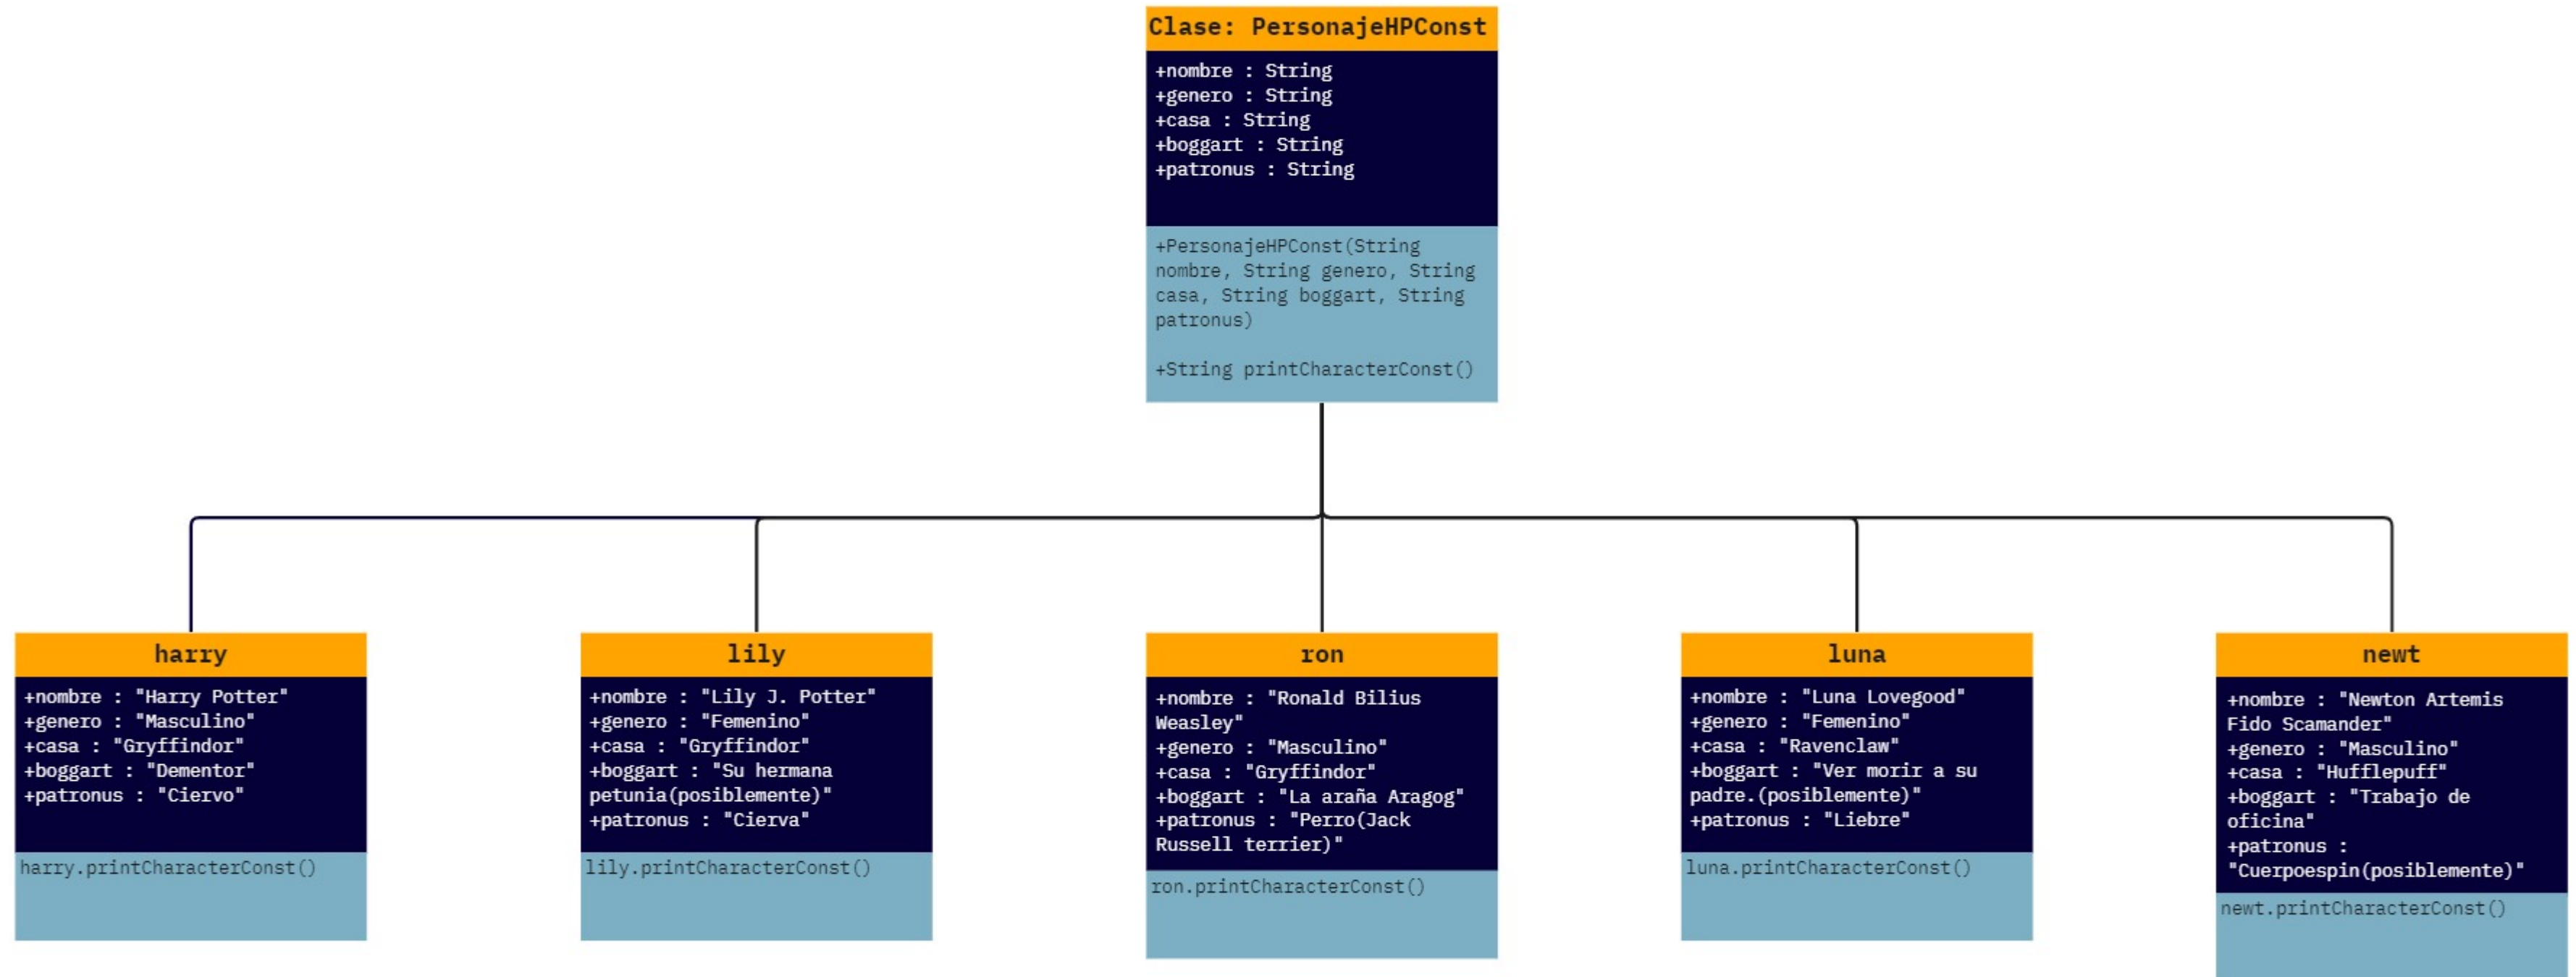 Clase: PersonajeHPConst
+nombre : String
+genero : String
+casa : String
+boggart : String
+patronus : String
+PersonajeHPConst(String
nombre, String genero, String
casa, String boggart, String
patronus)
+String printCharacterConst()
harry
+nombre : "Harry Potter"
+genero : "Masculino"
+casa : "Gryffindor"
+boggart : "Dementor"
+patronus : "Ciervo"
harry.printCharacterConst()
lily
+nombre : "Lily J. Potter"
+genero : "Femenino"
+casa : "Gryffindor"
+boggart : "Su hermana
petunia(posiblemente)"
+patronus : "Cierva"
lily.printCharacterConst()
ron
+nombre : "Ronald Bilius
Weasley"
+genero : "Masculino"
+casa : "Gryffindor"
+boggart : "La araña Aragog"
+patronus : "Perro(Jack
Russell terrier)"
ron.printCharacterConst()
luna
+nombre : "Luna Lovegood"
+genero : "Femenino"
+casa : "Ravenclaw"
+boggart : "Ver morir a su
padre.(posiblemente)"
+patronus : "Liebre"
luna.printCharacterConst()
newt
+nombre : "Newton Artemis
Fido Scamander"
+genero : "Masculino"
+casa : "Hufflepuff"
+boggart : "Trabajo de
oficina"
+patronus :
"Cuerpoespin(posiblemente)"
newt.printCharacterConst()